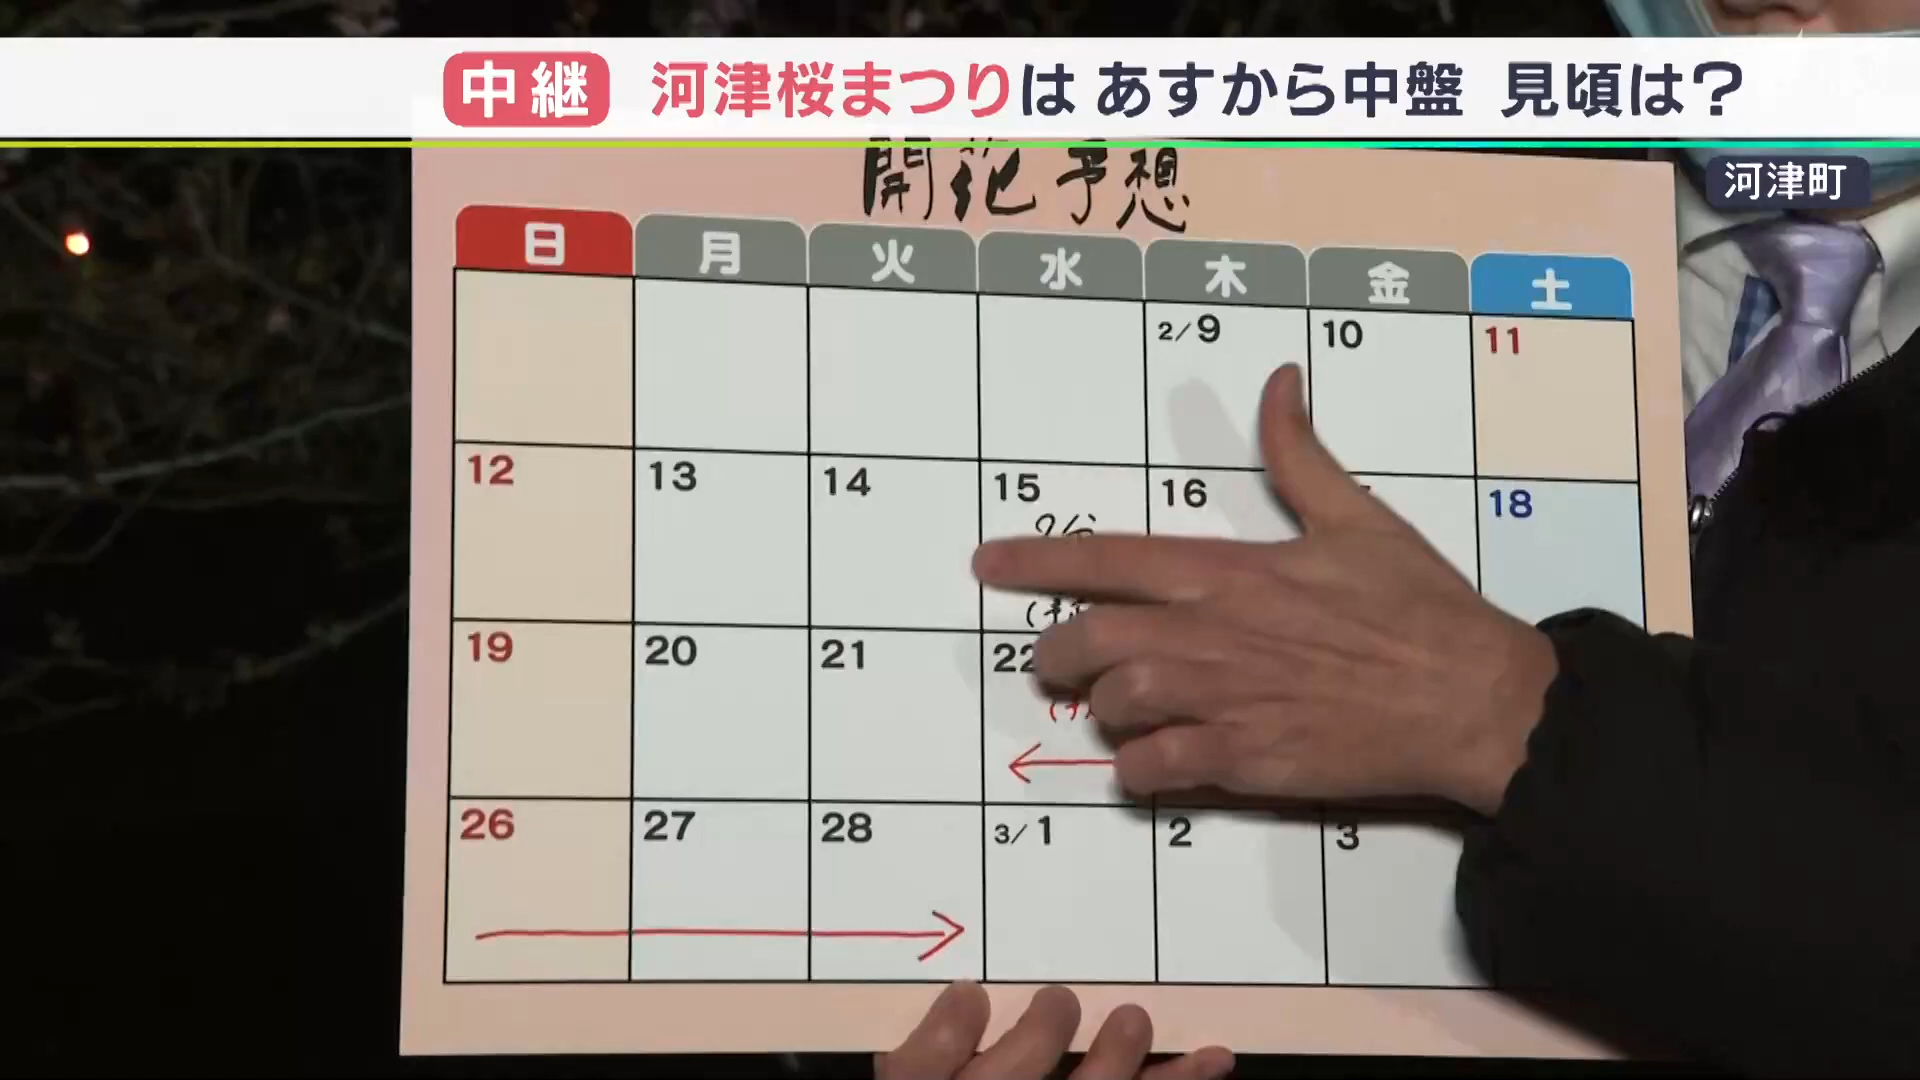 中継 河津桜まつりは あすから中盤 見頃は？
河津町
開花予想
日 月 火 水 木 金 土
2/9 10 11
12 13 14 15 16 18
19 20 21 22
26 27 28 3/1 2 3